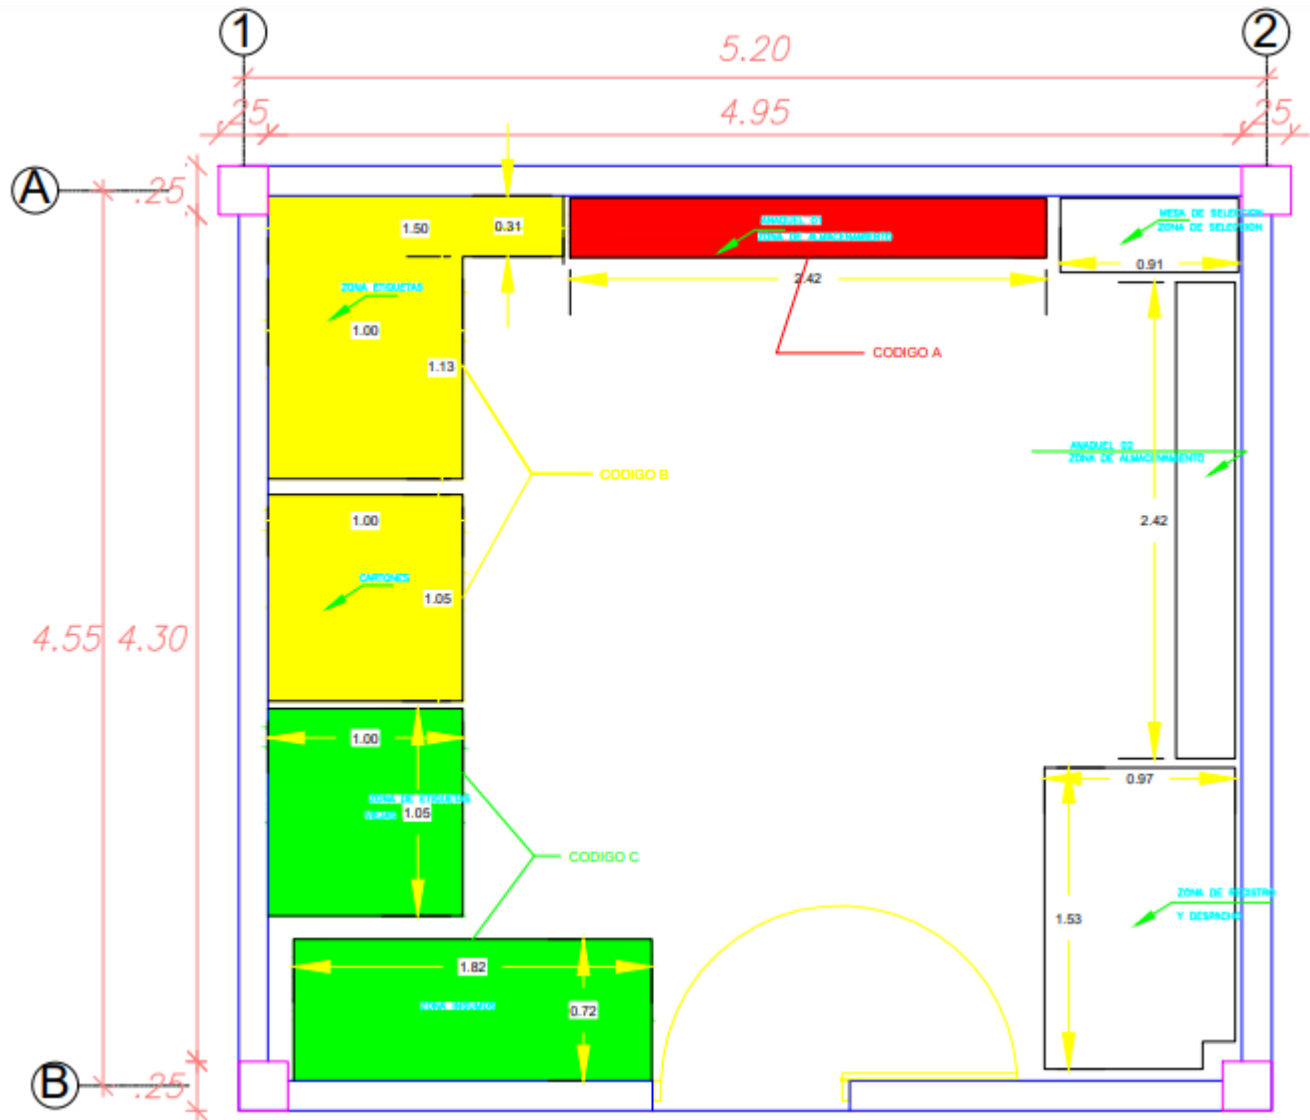 1
2
5.20
.25
4.95
.25
A
.25
1.50
0.31
ANAQUEL 01
ZONA DE ALMACENAMIENTO
MESA DE SELECCION
ZONA DE SELECCION
0.91
2.42
ZONA ETIQUETAS
1.00
CODIGO A
1.13
ANAQUEL 02
ZONA DE ALMACENAMIENTO
CODIGO B
1.00
2.42
CARTONES
1.05
4.55
4.30
1.00
0.97
ZONA DE ETIQUETAS
VIEJAS
1.05
CODIGO C
ZONA DE REGISTRO
Y DESPACHO
1.53
1.82
ZONA INSUMOS
0.72
B
.25